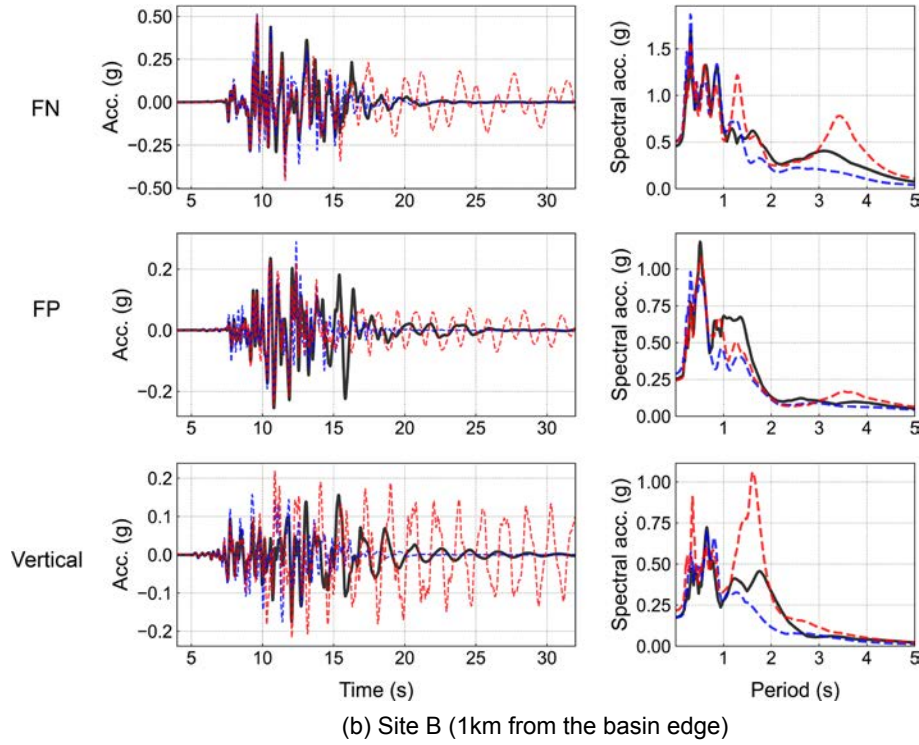 FN
Acc. (g)
0.50
0.25
0.00
−0.25
−0.50
5 10 15 20 25 30
Spectral acc. (g)
1.5
1.0
0.5
0.0
1 2 3 4 5
FP
Acc. (g)
0.2
0.0
−0.2
5 10 15 20 25 30
Spectral acc. (g)
1.00
0.75
0.50
0.25
0.00
1 2 3 4 5
Vertical
Acc. (g)
0.2
0.1
0.0
−0.1
−0.2
5 10 15 20 25 30
Time (s)
Spectral acc. (g)
1.00
0.75
0.50
0.25
0.00
1 2 3 4 5
Period (s)
(b) Site B (1km from the basin edge)